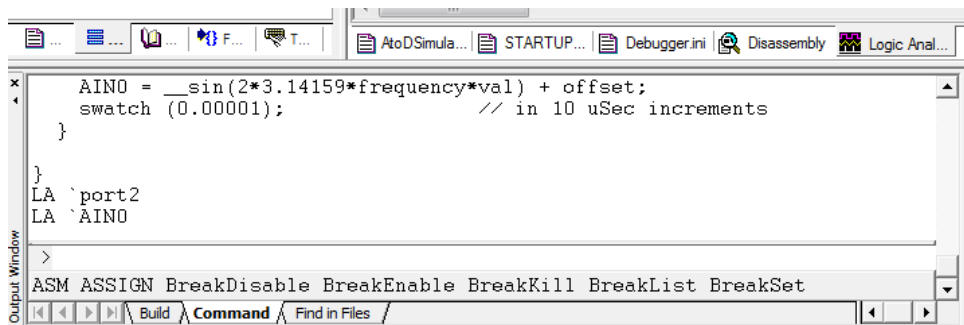 ... ... ... F... T...
AtoDSimula... STARTUP... Debugger.ini Disassembly Logic Anal...
AIN0 = __sin(2*3.14159*frequency*val) + offset;
swatch (0.00001); // in 10 uSec increments
}
}
LA `port2
LA `AIN0
>
ASM ASSIGN BreakDisable BreakEnable BreakKill BreakList BreakSet
Output Window
Build Command Find in Files